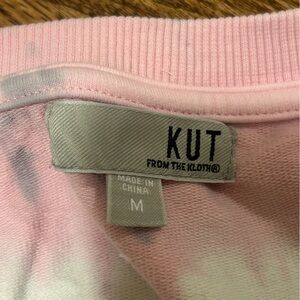 KUT
FROM THE KLOTH®
MADE IN
CHINA
M